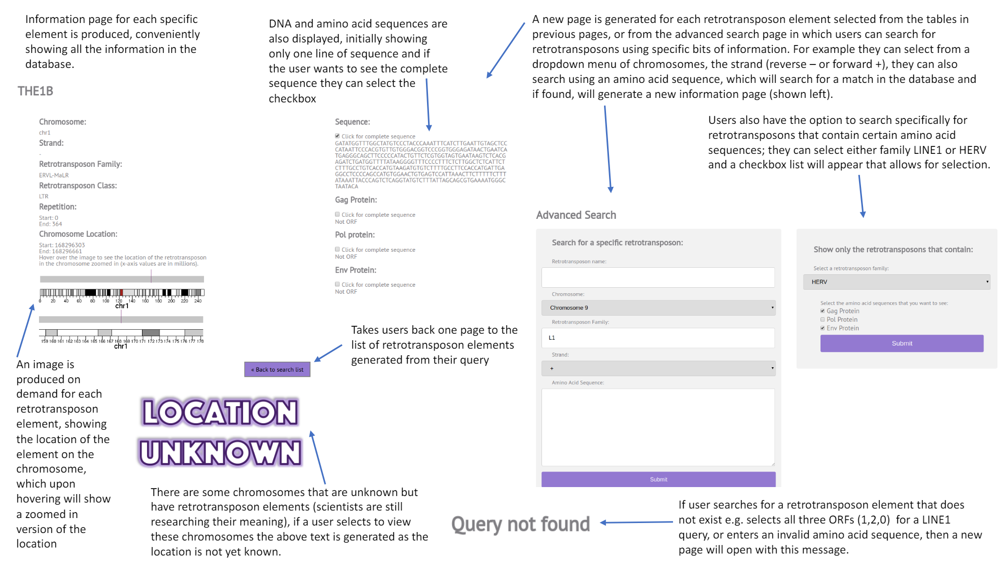 Information page for each specific
element is produced, conveniently
showing all the information in the
database.
DNA and amino acid sequences are
also displayed, initially showing
only one line of sequence and if
the user wants to see the complete
sequence they can select the
checkbox
A new page is generated for each retrotransposon element selected from the tables in
previous pages, or from the advanced search page in which users can search for
retrotransposons using specific bits of information. For example they can select from a
dropdown menu of chromosomes, the strand (reverse – or forward +), they can also
search using an amino acid sequence, which will search for a match in the database and
if found, will generate a new information page (shown left).
Users also have the option to search specifically for
retrotransposons that contain certain amino acid
sequences; they can select either family LINE1 or HERV
and a checkbox list will appear that allows for selection.
THE1B
Chromosome:
chr1
Strand:
-
Retrotransposon Family:
ERVL-MaLR
Retrotransposon Class:
LTR
Repetition:
Start: 0
End: 364
Chromosome Location:
Start: 168296303
End: 168296661
Hover over the image to see the location of the retrotransposon
in the chromosome zoomed in (x-axis values are in millions).
0 20 40 60 80 100 120 140 160 180 200 220 240
chr1
159 160 161 162 163 164 165 166 167 168 169 170 171 172 173 174 175 176 177 178
chr1
Sequence:
Click for complete sequence
GATATGGTTTGGCTATGTCCCTACCCAAATTTCATCTTGAATTGTAGCTCC
CATAATTCCCACGTGTTGTGGGACGGTCCCGGTGGGAGATAACTGAATCA
TGAGGGCAGCTTCCCCCATACTGTTCTCGTGGTAGTGAATAAGTCTCACG
AGATCTGATGGTTTTATAAGGGGTTTCCCCTTTCTCTTGGCTCTCATTCT
CTTTGCCTGTCACCATGTAAGATGTGTCTTTTGCCTTCCACCATGATTGA
GGCCTCCCCAGCCATGTGGAACTGTGAGTCCATTAAACTTCTTTTTCTTT
ATAAATTACCCAGTCTCAGGTATGTCTTTATTAGCAGCGTGAAAATGGGC
TAATACA
Gag Protein:
Click for complete sequence
Not ORF
Pol protein:
Click for complete sequence
Not ORF
Env Protein:
Click for complete sequence
Not ORF
Takes users back one page to the
list of retrotransposon elements
generated from their query
« Back to search list
An image is
produced on
demand for each
retrotransposon
element, showing
the location of the
element on the
chromosome,
which upon
hovering will show
a zoomed in
version of the
location
LOCATION
UNKNOWN
There are some chromosomes that are unknown but
have retrotransposon elements (scientists are still
researching their meaning), if a user selects to view
these chromosomes the above text is generated as the
location is not yet known.
Advanced Search
Search for a specific retrotransposon:
Retrotransposon name:
Chromosome:
Chromosome 9
Retrotransposon Family:
L1
Strand:
+
Amino Acid Sequence:
Submit
Show only the retrotransposons that contain:
Select a retrotransposon family:
HERV
Select the amino acid sequences that you want to see:
Gag Protein
Pol Protein
Env Protein
Submit
Query not found
If user searches for a retrotransposon element that does
not exist e.g. selects all three ORFs (1,2,0) for a LINE1
query, or enters an invalid amino acid sequence, then a new
page will open with this message.